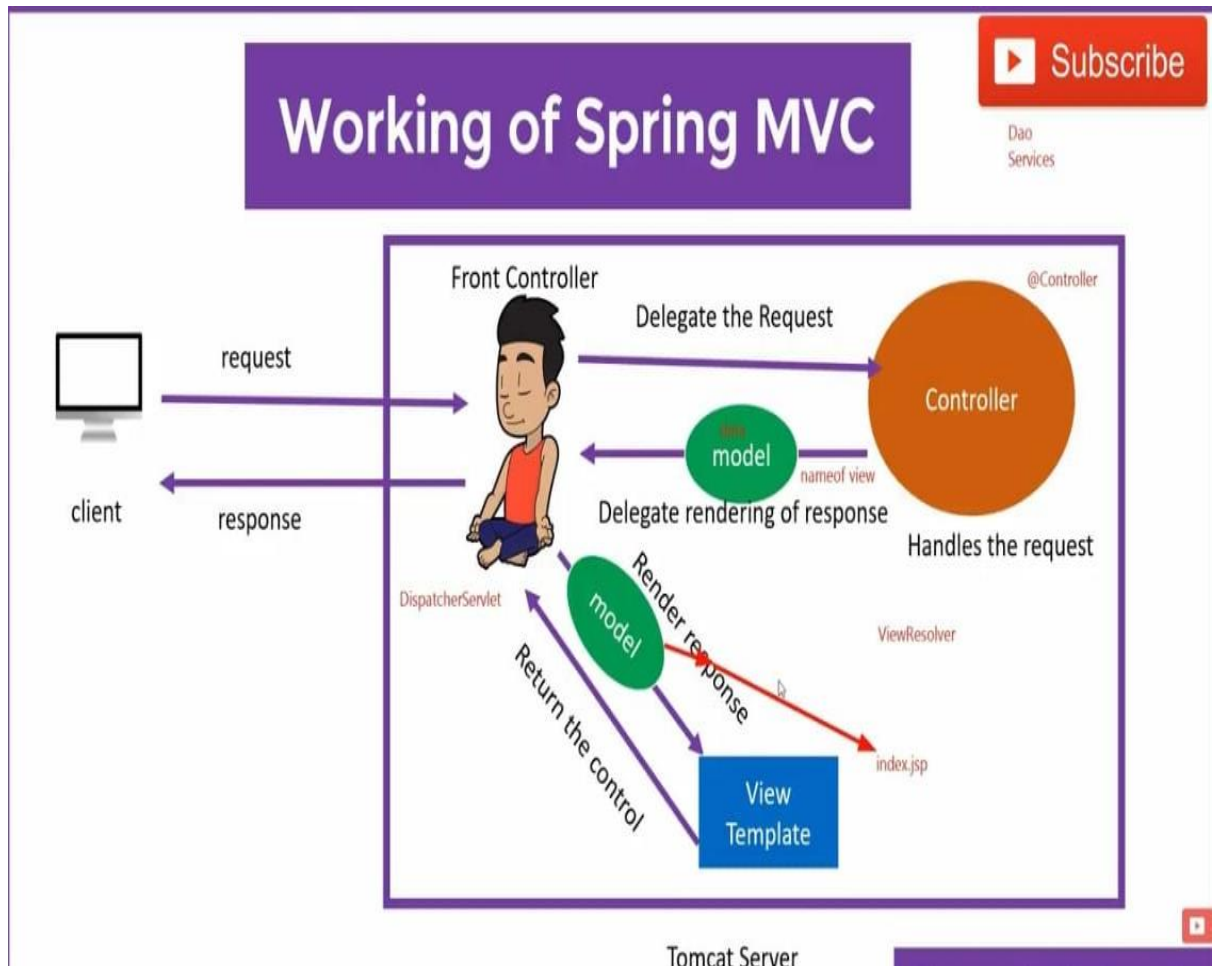 Working of Spring MVC
Subscribe
Dao
Services
Front Controller
@Controller
Delegate the Request
request
Controller
data
model
nameof view
client
response
Delegate rendering of response
Handles the request
DispatcherServlet
model
Render response
ViewResolver
Return the control
index.jsp
View
Template
Tomcat Server